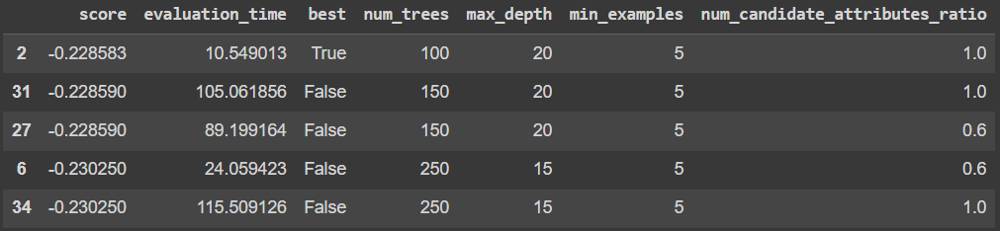 score evaluation_time best num_trees max_depth min_examples num_candidate_attributes_ratio
2 -0.228583 10.549013 True 100 20 5 1.0
31 -0.228590 105.061856 False 150 20 5 1.0
27 -0.228590 89.199164 False 150 20 5 0.6
6 -0.230250 24.059423 False 250 15 5 0.6
34 -0.230250 115.509126 False 250 15 5 1.0